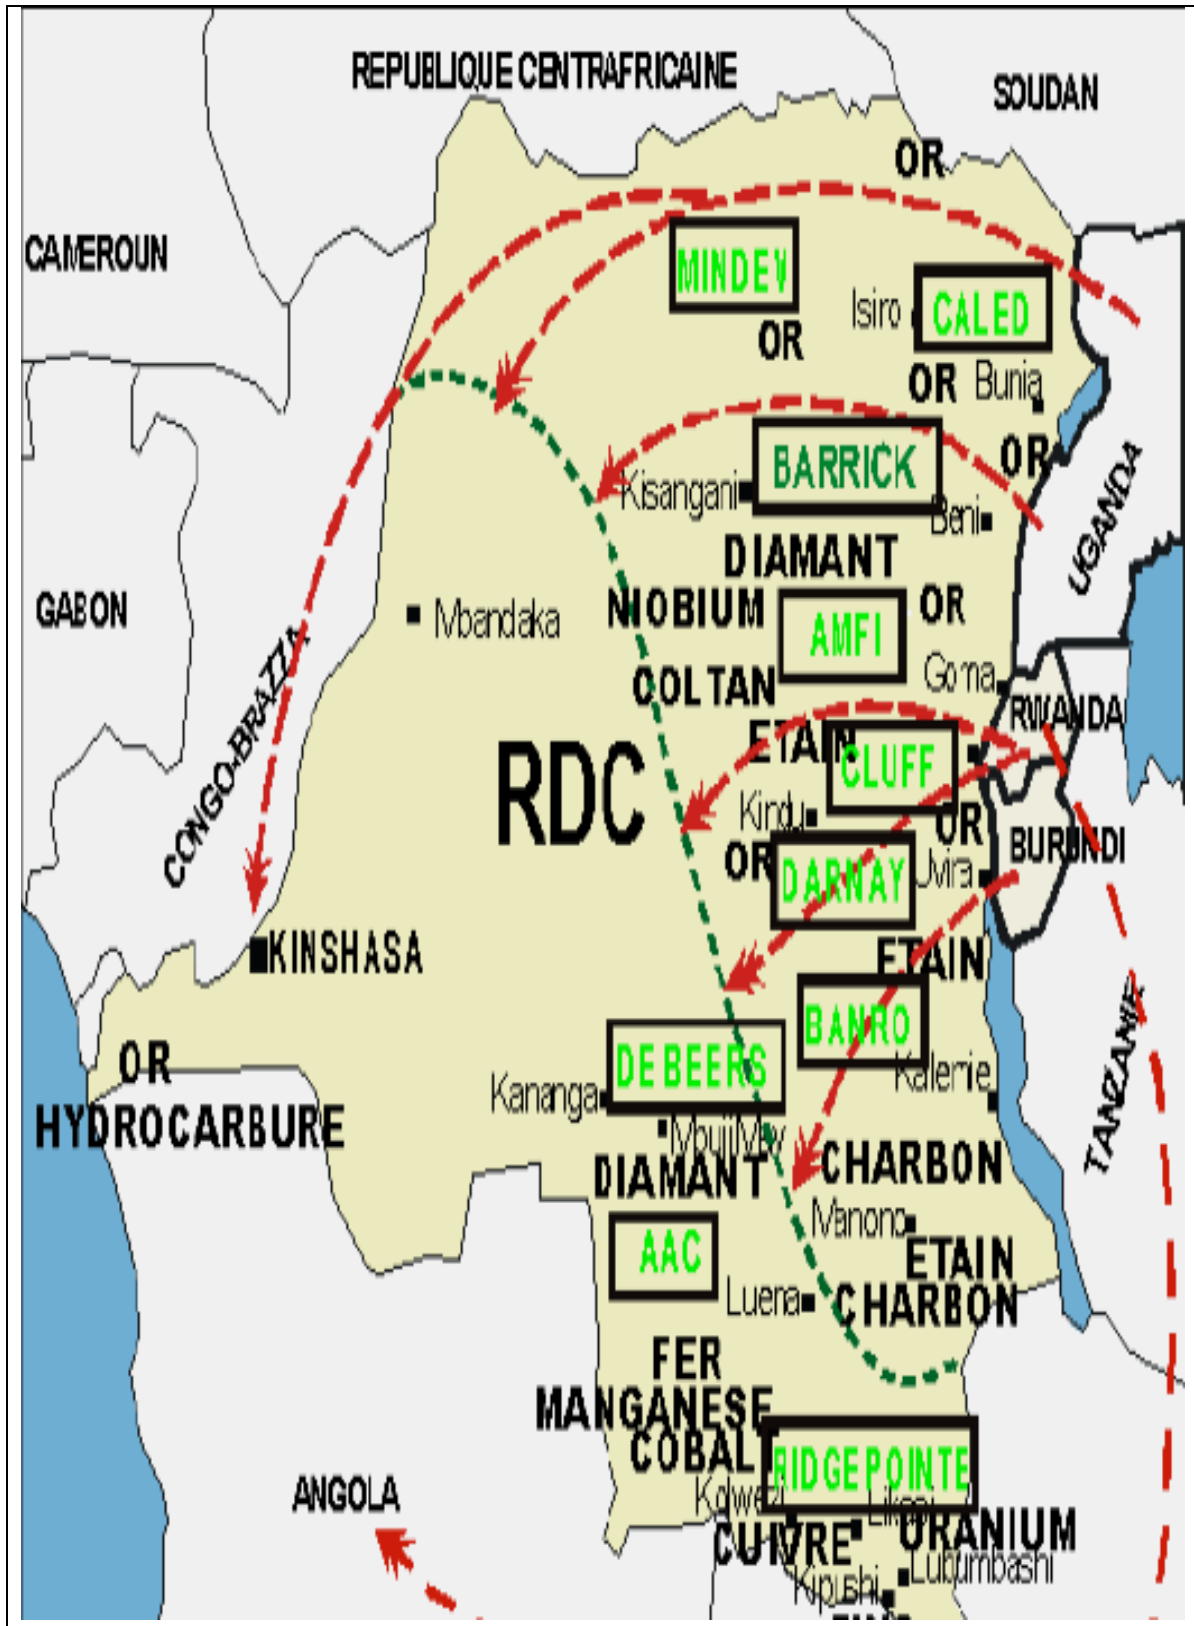 REPUBLIQUE CENTRAFRICAINE
SOUDAN
OR
CAMEROUN
MINDEV
Isiro
CALED
OR
OR
Bunia
OR
BARRICK
Kisangani
Beni
UGANDA
DIAMANT
NIOBIUM
OR
GABON
AMFI
Mbandaka
COLTAN
Goma
RWANDA
ETAIN
CLUFF
RDC
CONGO-BRAZZA
Kindu
OR
BURUNDI
OR
DARNAY
Uvira
KINSHASA
ETAIN
BANRO
TANZANIE
OR
DE BEERS
Kalemie
Kananga
HYDROCARBURE
MbujiMay
DIAMANT
CHARBON
Manono
AAC
ETAIN
Luena
CHARBON
FER
MANGANESE
COBALT
RIDGEPOINTE
ANGOLA
Kolwezi
Likasi
CUIVRE
URANIUM
Lubumbashi
Kipushi